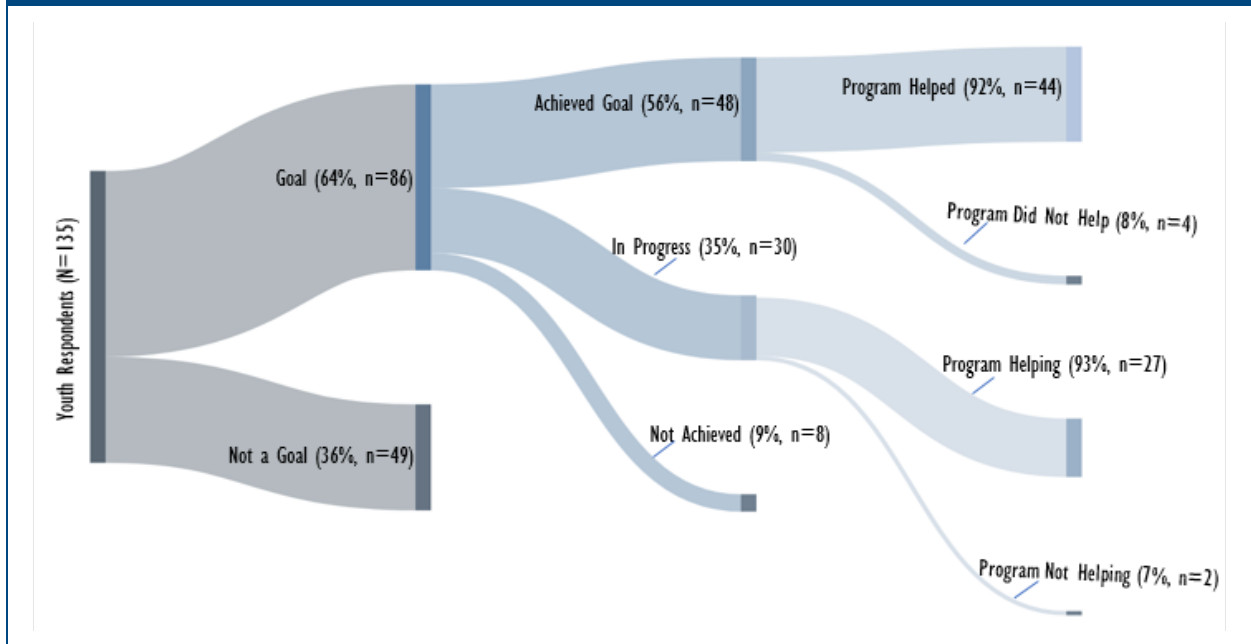 Youth Respondents (N=135)
Goal (64%, n=86)
Not a Goal (36%, n=49)
Achieved Goal (56%, n=48)
In Progress (35%, n=30)
Not Achieved (9%, n=8)
Program Helped (92%, n=44)
Program Did Not Help (8%, n=4)
Program Helping (93%, n=27)
Program Not Helping (7%, n=2)